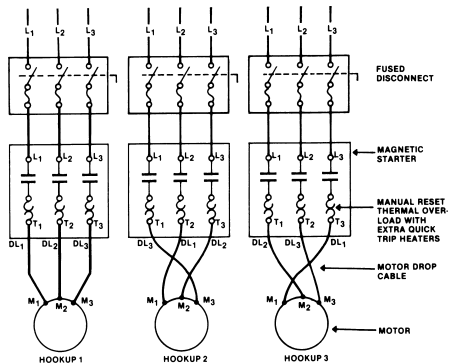 L1 L2 L3 L1 L2 L3 L1 L2 L3
FUSED
DISCONNECT
L1 L2 L3 L1 L2 L3 L1 L2 L3
MAGNETIC
STARTER
MANUAL RESET
THERMAL OVER-
LOAD WITH
EXTRA QUICK
TRIP HEATERS
T1 T2 T3 T1 T2 T3 T1 T2 T3
DL1 DL2 DL3 DL3 DL1 DL2 DL2 DL3 DL1
MOTOR DROP
CABLE
M1 M2 M3 M1 M2 M3 M1 M2 M3
MOTOR
HOOKUP 1 HOOKUP 2 HOOKUP 3